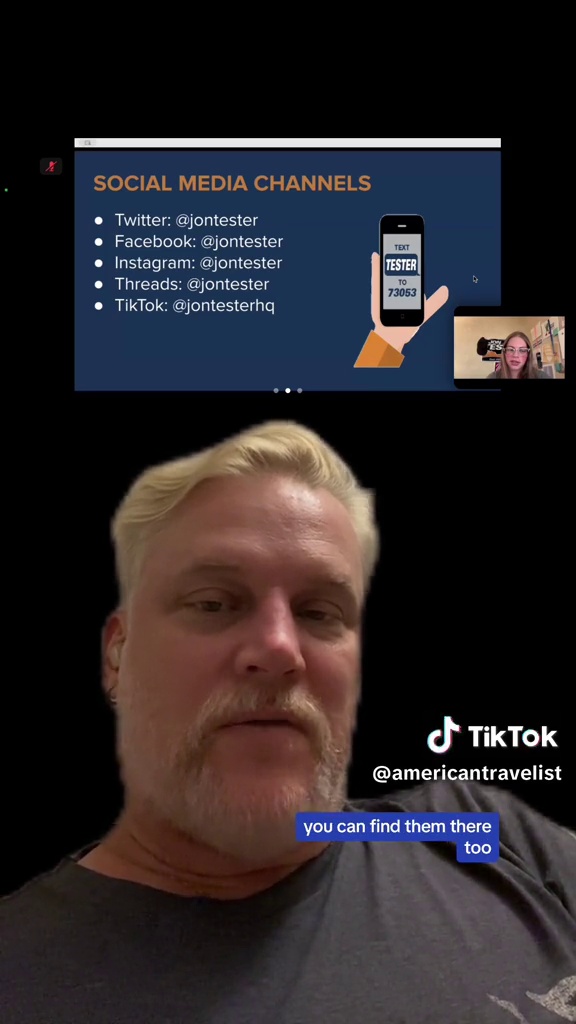 SOCIAL MEDIA CHANNELS
Twitter: @jontester
Facebook: @jontester
Instagram: @jontester
Threads: @jontester
TikTok: @jontesterhq
TEXT
TESTER
TO
73053
TikTok
@americantravelist
you can find them there
too